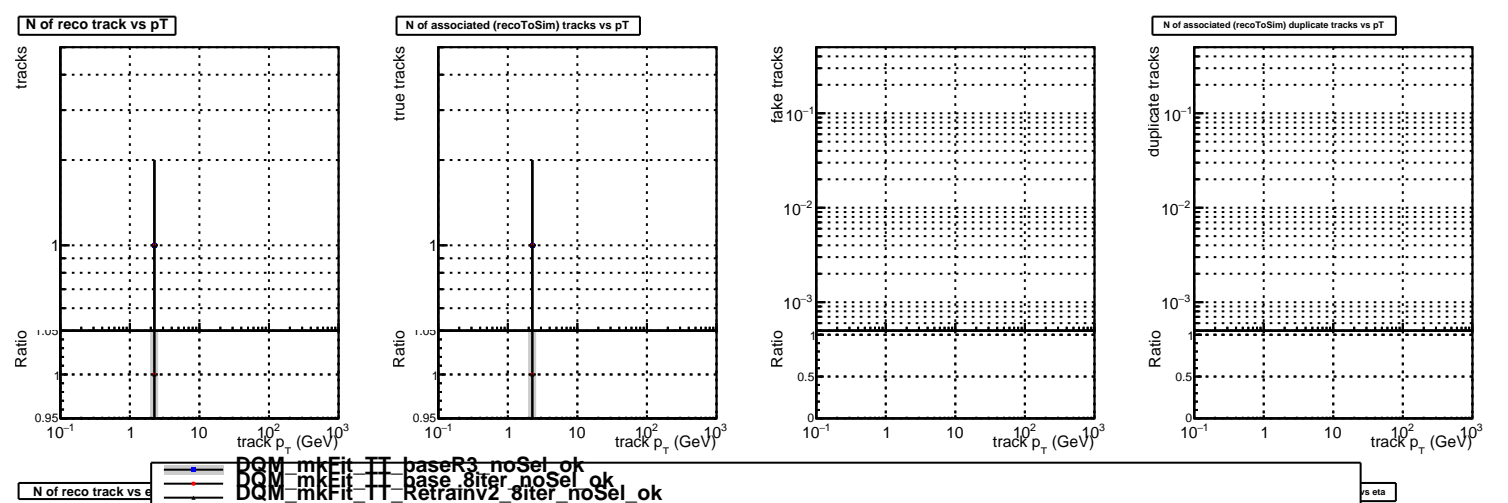 N of reco track vs pT
N of associated (recoToSim) tracks vs pT
N of associated (recoToSim) duplicate tracks vs pT
tracks
1
1.05
Ratio
1
0.95
10⁻¹ 1 10 10² 10³
track p_T (GeV)
true tracks
1
1.05
Ratio
1
0.95
10⁻¹ 1 10 10² 10³
track p_T (GeV)
fake tracks
10⁻¹
10⁻²
10⁻³
Ratio
1
0.5
0
10⁻¹ 1 10 10² 10³
track p_T (GeV)
duplicate tracks
10⁻¹
10⁻²
10⁻³
Ratio
1
0.5
0
10⁻¹ 1 10 10² 10³
track p_T (GeV)
DQM_mkFit_TT_baseR3_noSel_ok
DQM_mkFit_TT_base_8iter_noSel_ok
DQM_mkFit_TT_Retrainv2_8iter_noSel_ok
N of reco track vs e
vs eta